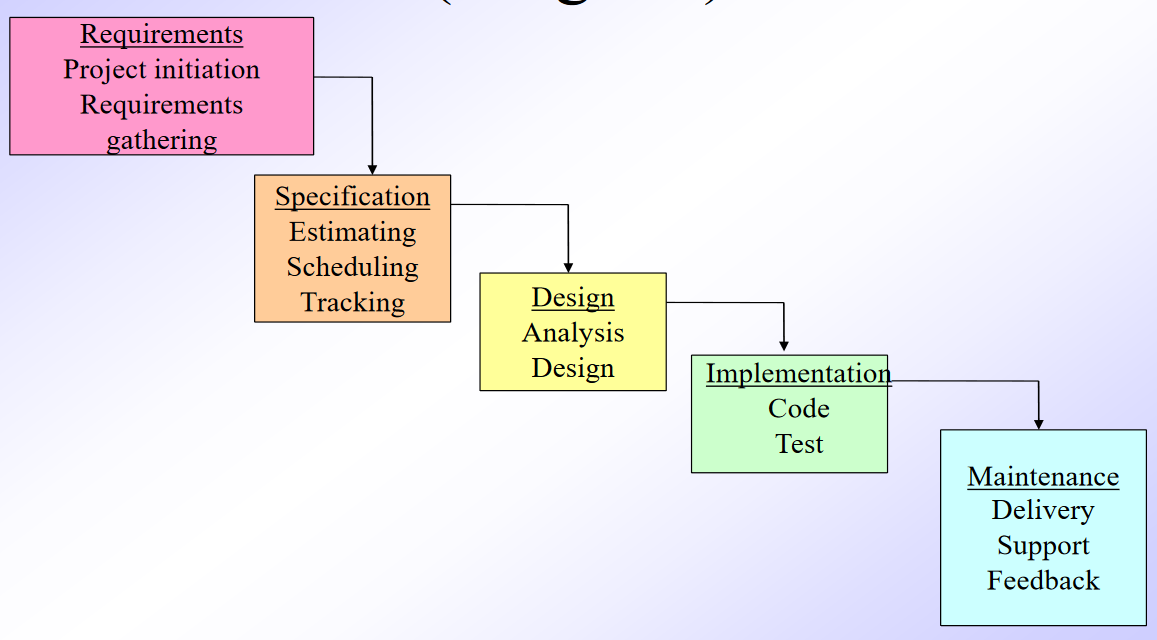 Requirements
Project initiation
Requirements
gathering
Specification
Estimating
Scheduling
Tracking
Design
Analysis
Design
Implementation
Code
Test
Maintenance
Delivery
Support
Feedback